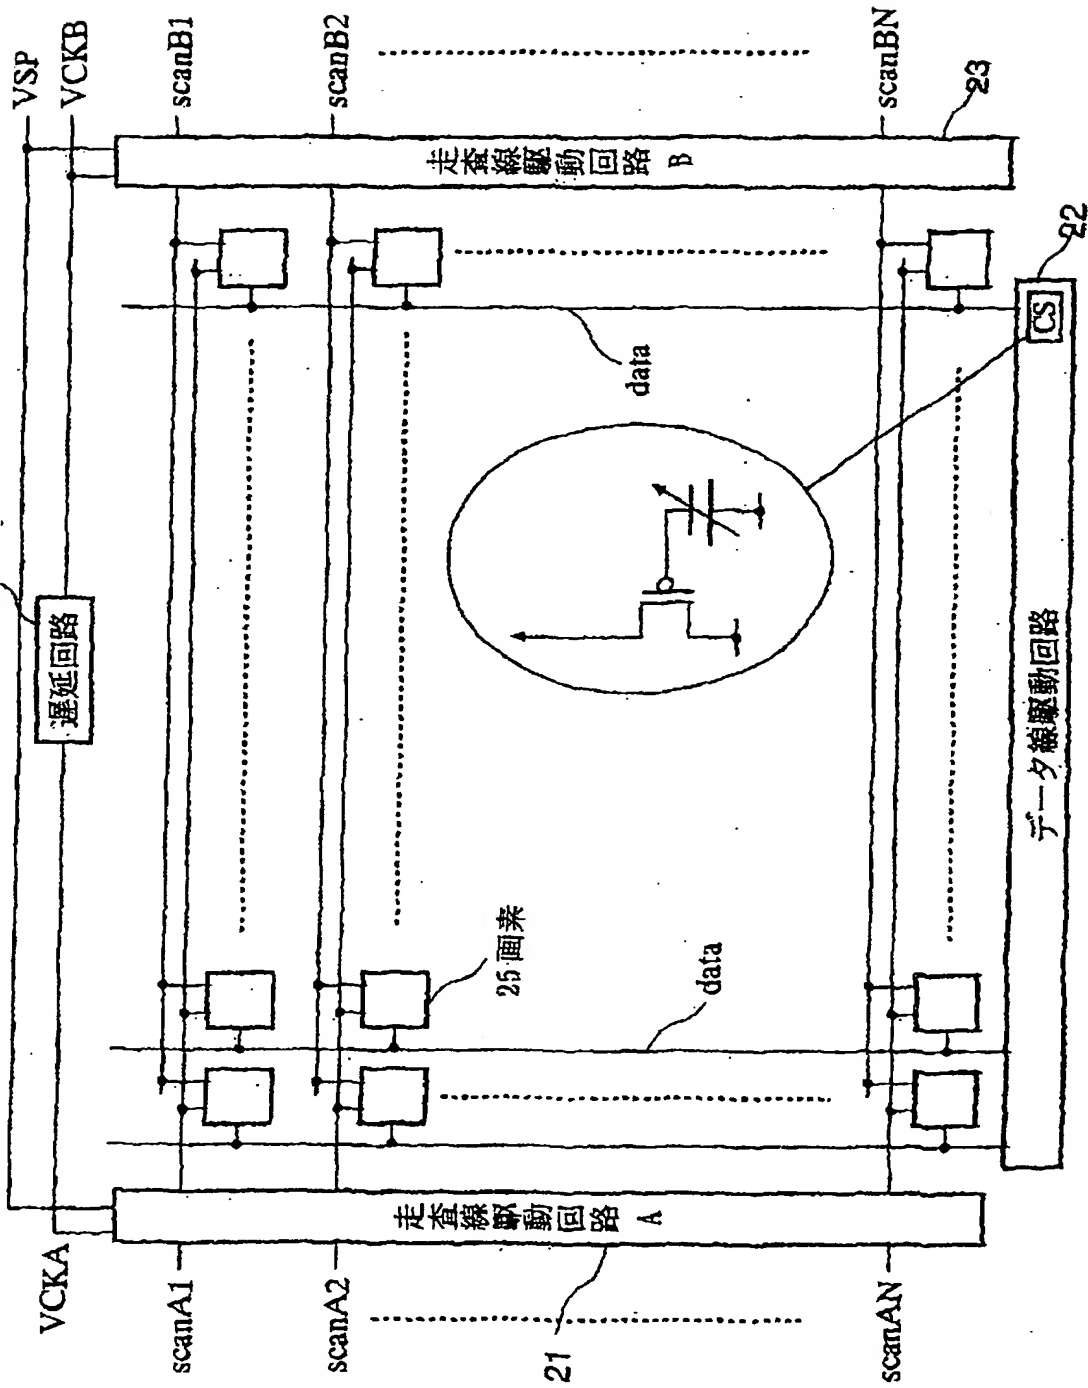 VSP
VCKB
遅延回路
VCKA
scanB1
scanB2
scanBN
走査線駆動回路 B
23
data
CS
22
データ線駆動回路
25 画素
data
走査線駆動回路 A
21
scanA1
scanA2
scanAN